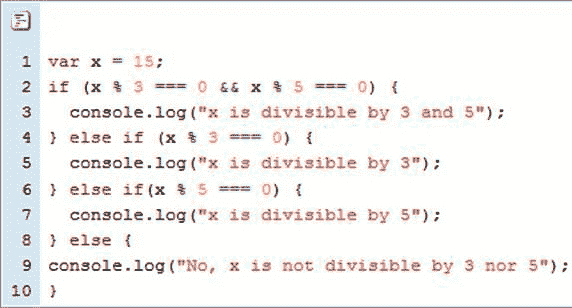 1 var x = 15;
2 if (x % 3 === 0 && x % 5 === 0) {
3   console.log("x is divisible by 3 and 5");
4 } else if (x % 3 === 0) {
5   console.log("x is divisible by 3");
6 } else if(x % 5 === 0) {
7   console.log("x is divisible by 5");
8 } else {
9 console.log("No, x is not divisible by 3 nor 5");
10 }